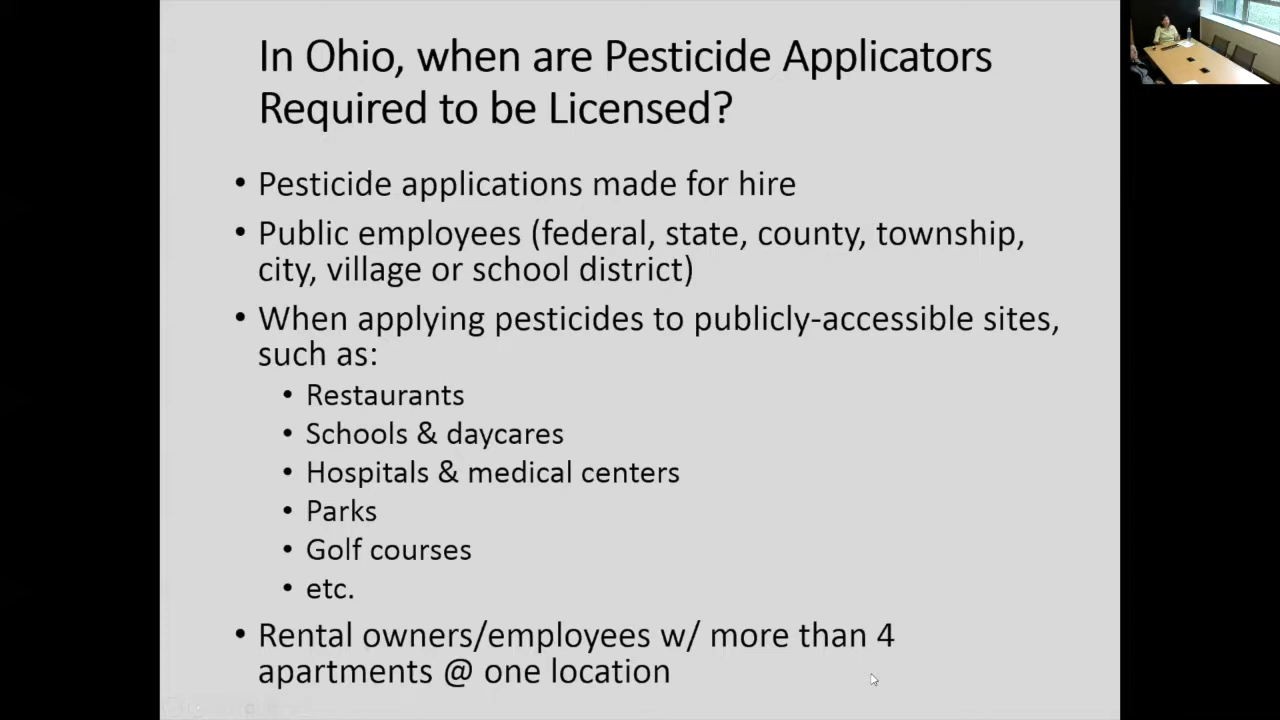 In Ohio, when are Pesticide Applicators
Required to be Licensed?
• Pesticide applications made for hire
• Public employees (federal, state, county, township,
city, village or school district)
• When applying pesticides to publicly-accessible sites,
such as:
• Restaurants
• Schools & daycares
• Hospitals & medical centers
• Parks
• Golf courses
• etc.
• Rental owners/employees w/ more than 4
apartments @ one location